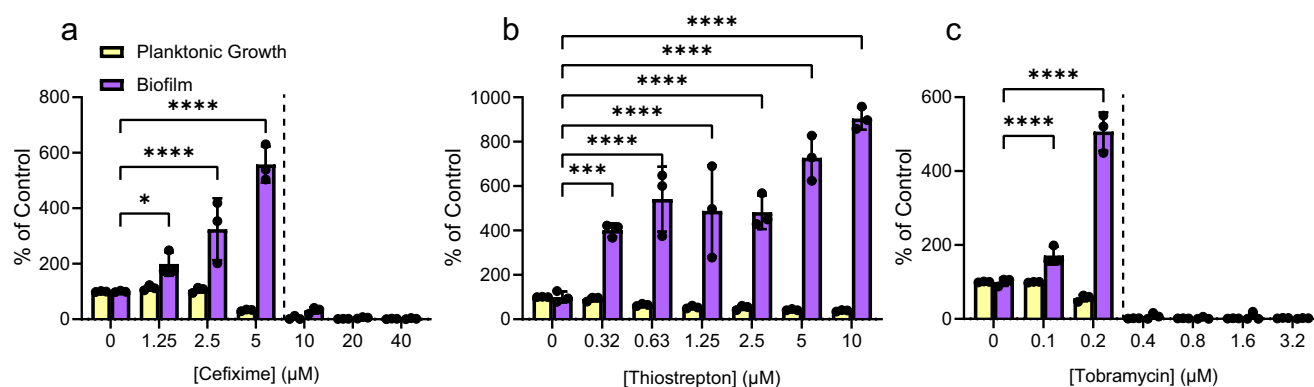 a
Planktonic Growth
Biofilm
800
600
400
200
0
% of Control
*
****
****
0 1.25 2.5 5 10 20 40
[Cefixime] (µM)
b
1000
800
600
400
200
0
% of Control
***
****
****
****
****
****
0 0.32 0.63 1.25 2.5 5 10
[Thiostrepton] (µM)
c
600
400
200
0
% of Control
****
****
0 0.1 0.2 0.4 0.8 1.6 3.2
[Tobramycin] (µM)